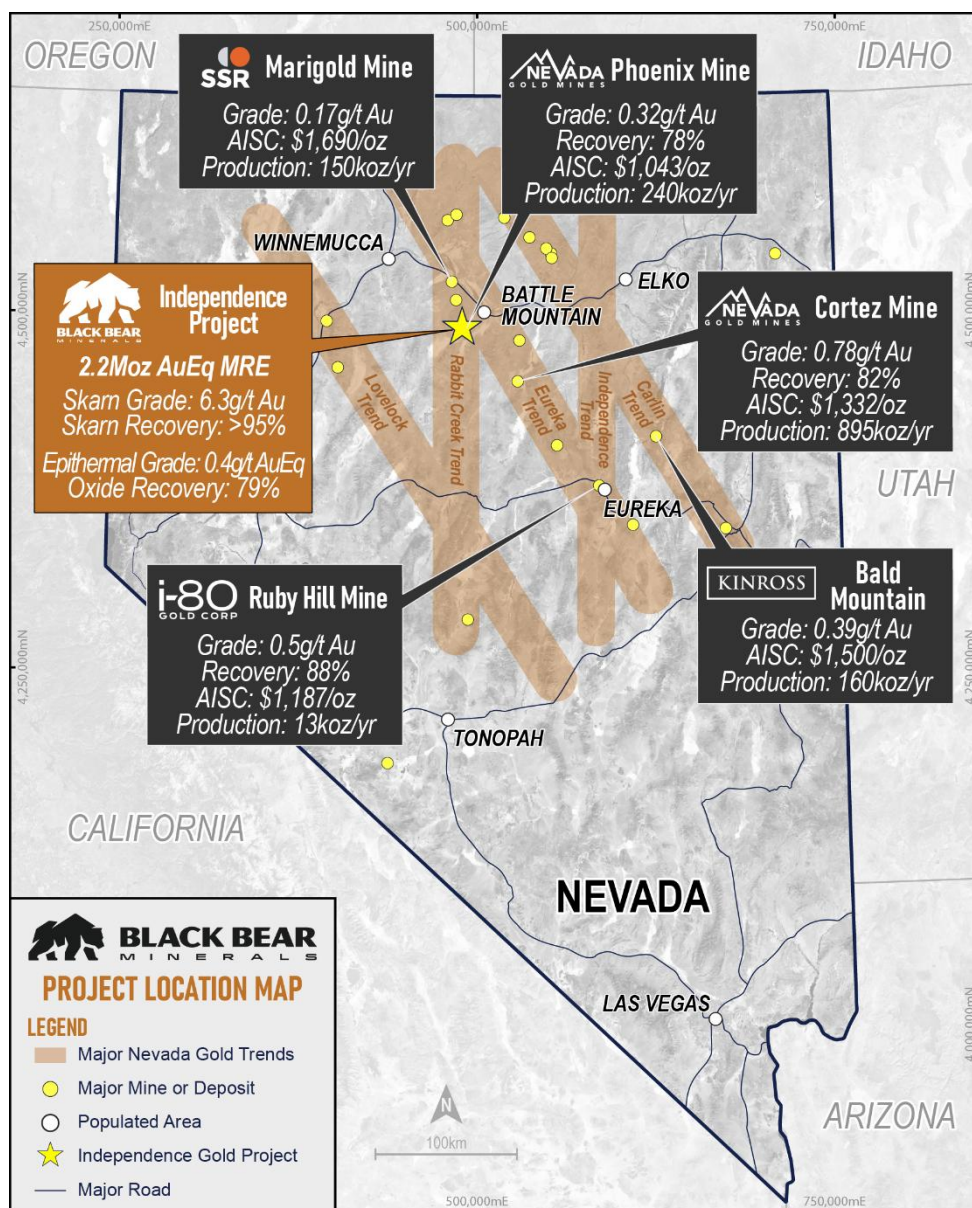 250,000mE
500,000mE
750,000mE
OREGON
IDAHO
SSR
Marigold Mine
Grade: 0.17g/t Au
AISC: $1,690/oz
Production: 150koz/yr
NEVADA
GOLD MINES
Phoenix Mine
Grade: 0.32g/t Au
Recovery: 78%
AISC: $1,043/oz
Production: 240koz/yr
WINNEMUCCA
ELKO
BATTLE
MOUNTAIN
4,500,000mN
4,500,000mN
BLACK BEAR
MINERALS
Independence
Project
2.2Moz AuEq MRE
Skarn Grade: 6.3g/t Au
Skarn Recovery: >95%
Epithermal Grade: 0.4g/t AuEq
Oxide Recovery: 79%
NEVADA
GOLD MINES
Cortez Mine
Grade: 0.78g/t Au
Recovery: 82%
AISC: $1,332/oz
Production: 895koz/yr
Lovelock
Trend
Rabbit Creek Trend
Eureka
Trend
Independence
Trend
Carlin
Trend
UTAH
EUREKA
i-80
GOLD CORP
Ruby Hill Mine
Grade: 0.5g/t Au
Recovery: 88%
AISC: $1,187/oz
Production: 13koz/yr
KINROSS
Bald
Mountain
Grade: 0.39g/t Au
AISC: $1,500/oz
Production: 160koz/yr
4,250,000mN
4,250,000mN
TONOPAH
CALIFORNIA
NEVADA
LAS VEGAS
4,000,000mN
ARIZONA
BLACK BEAR
MINERALS
PROJECT LOCATION MAP
LEGEND
Major Nevada Gold Trends
Major Mine or Deposit
Populated Area
Independence Gold Project
Major Road
N
100km
500,000mE
750,000mE